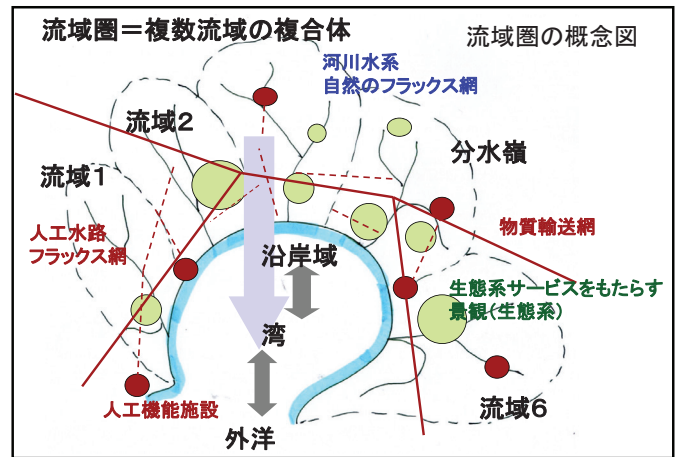 流域圏＝複数流域の複合体
流域圏の概念図
河川水系
自然のフラックス網
流域2
分水嶺
流域1
人工水路
フラックス網
物質輸送網
沿岸域
生態系サービスをもたらす
景観（生態系）
湾
人工機能施設
流域6
外洋